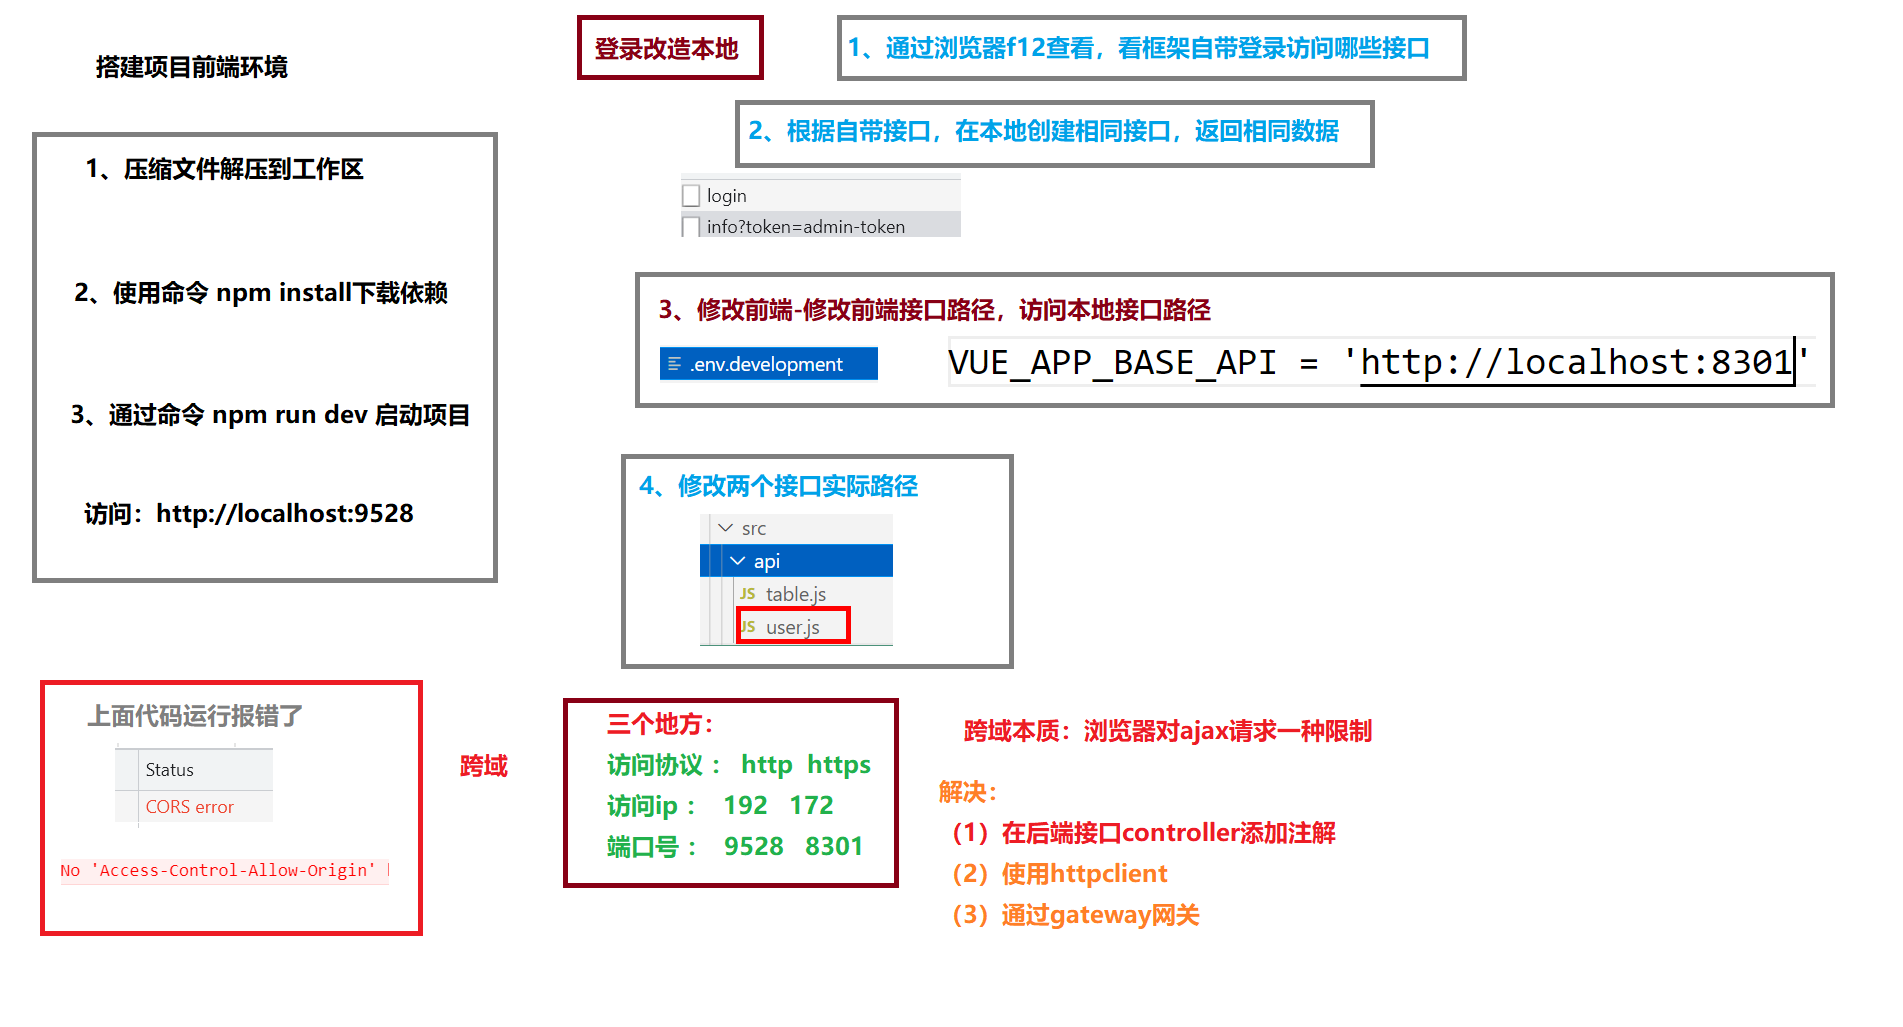 搭建项目前端环境
1、压缩文件解压到工作区
2、使用命令 npm install下载依赖
3、通过命令 npm run dev 启动项目
访问：http://localhost:9528
登录改造本地
1、通过浏览器f12查看，看框架自带登录访问哪些接口
2、根据自带接口，在本地创建相同接口，返回相同数据
login
info?token=admin-token
3、修改前端-修改前端接口路径，访问本地接口路径
.env.development
VUE_APP_BASE_API = 'http://localhost:8301'
4、修改两个接口实际路径
src
api
JS table.js
JS user.js
上面代码运行报错了
Status
CORS error
No 'Access-Control-Allow-Origin'
跨域
三个地方：
访问协议： http https
访问ip： 192 172
端口号： 9528 8301
跨域本质：浏览器对ajax请求一种限制
解决：
（1）在后端接口controller添加注解
（2）使用httpclient
（3）通过gateway网关